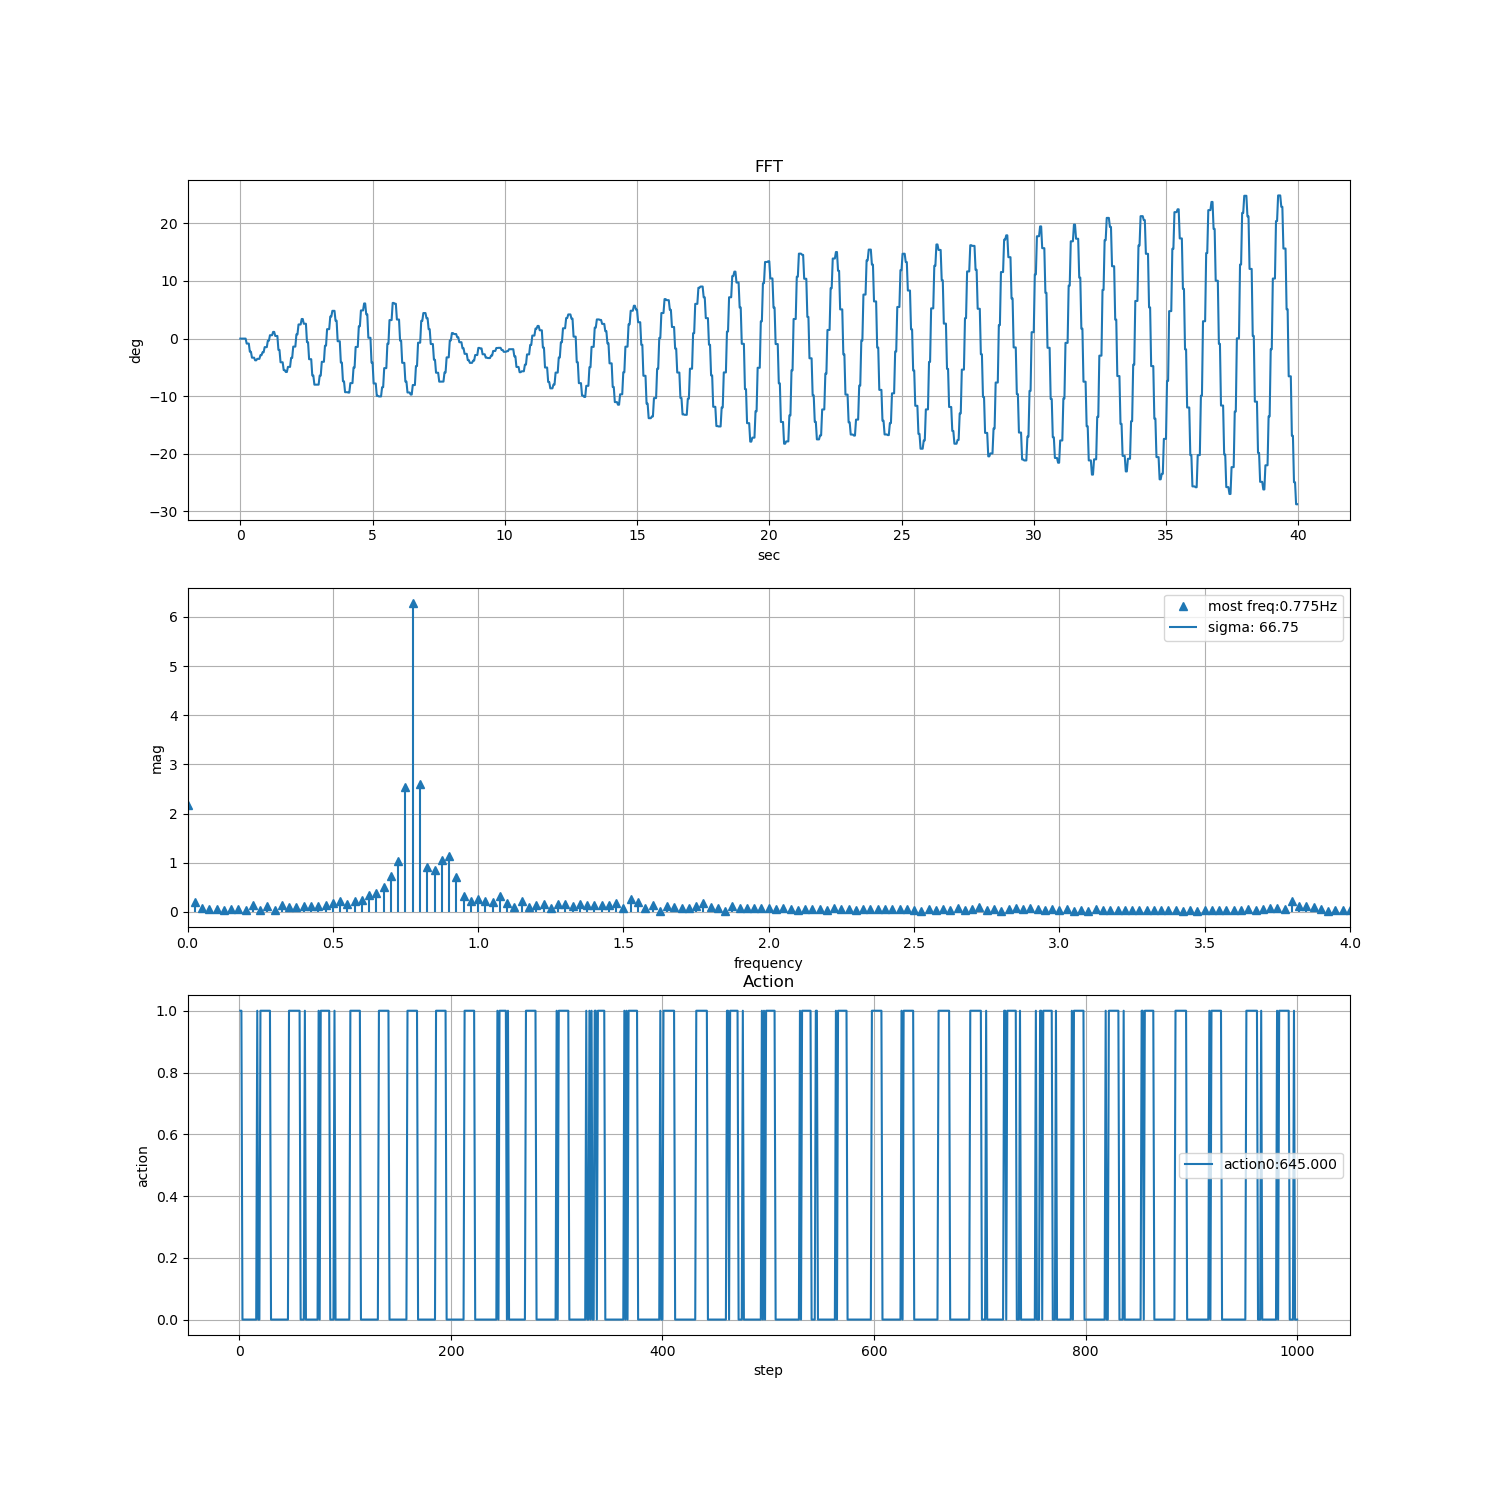 FFT
20
10
0
−10
−20
−30
deg
0 5 10 15 20 25 30 35 40
sec
6
5
4
3
2
1
0
mag
most freq:0.775Hz
sigma: 66.75
0.0 0.5 1.0 1.5 2.0 2.5 3.0 3.5 4.0
frequency
Action
1.0
0.8
0.6
0.4
0.2
0.0
action
action0:645.000
0 200 400 600 800 1000
step